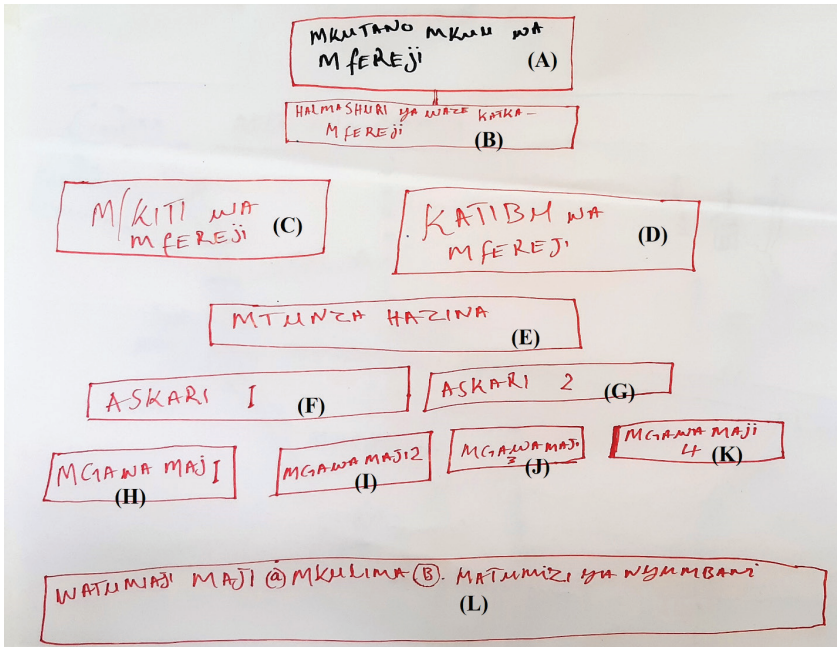 MKUTANO MKUU WA
MFEREJI (A)
HALMASHURI YA WAZE KATKA-
MFEREJI (B)
M/KITI WA
MFEREJI (C)
KATIBU WA
MFEREJI (D)
MTUNZA HAZINA
(E)
ASKARI I (F)
ASKARI 2 (G)
MGAWA MAJI I
(H)
MGAWA MAJI 2
(I)
MGAWA MAJI
3 (J)
MGAWA MAJI
4 (K)
WATUMIAJI MAJI @ MKULIMA (B). MATUMIZI YA NYUMBANI
(L)